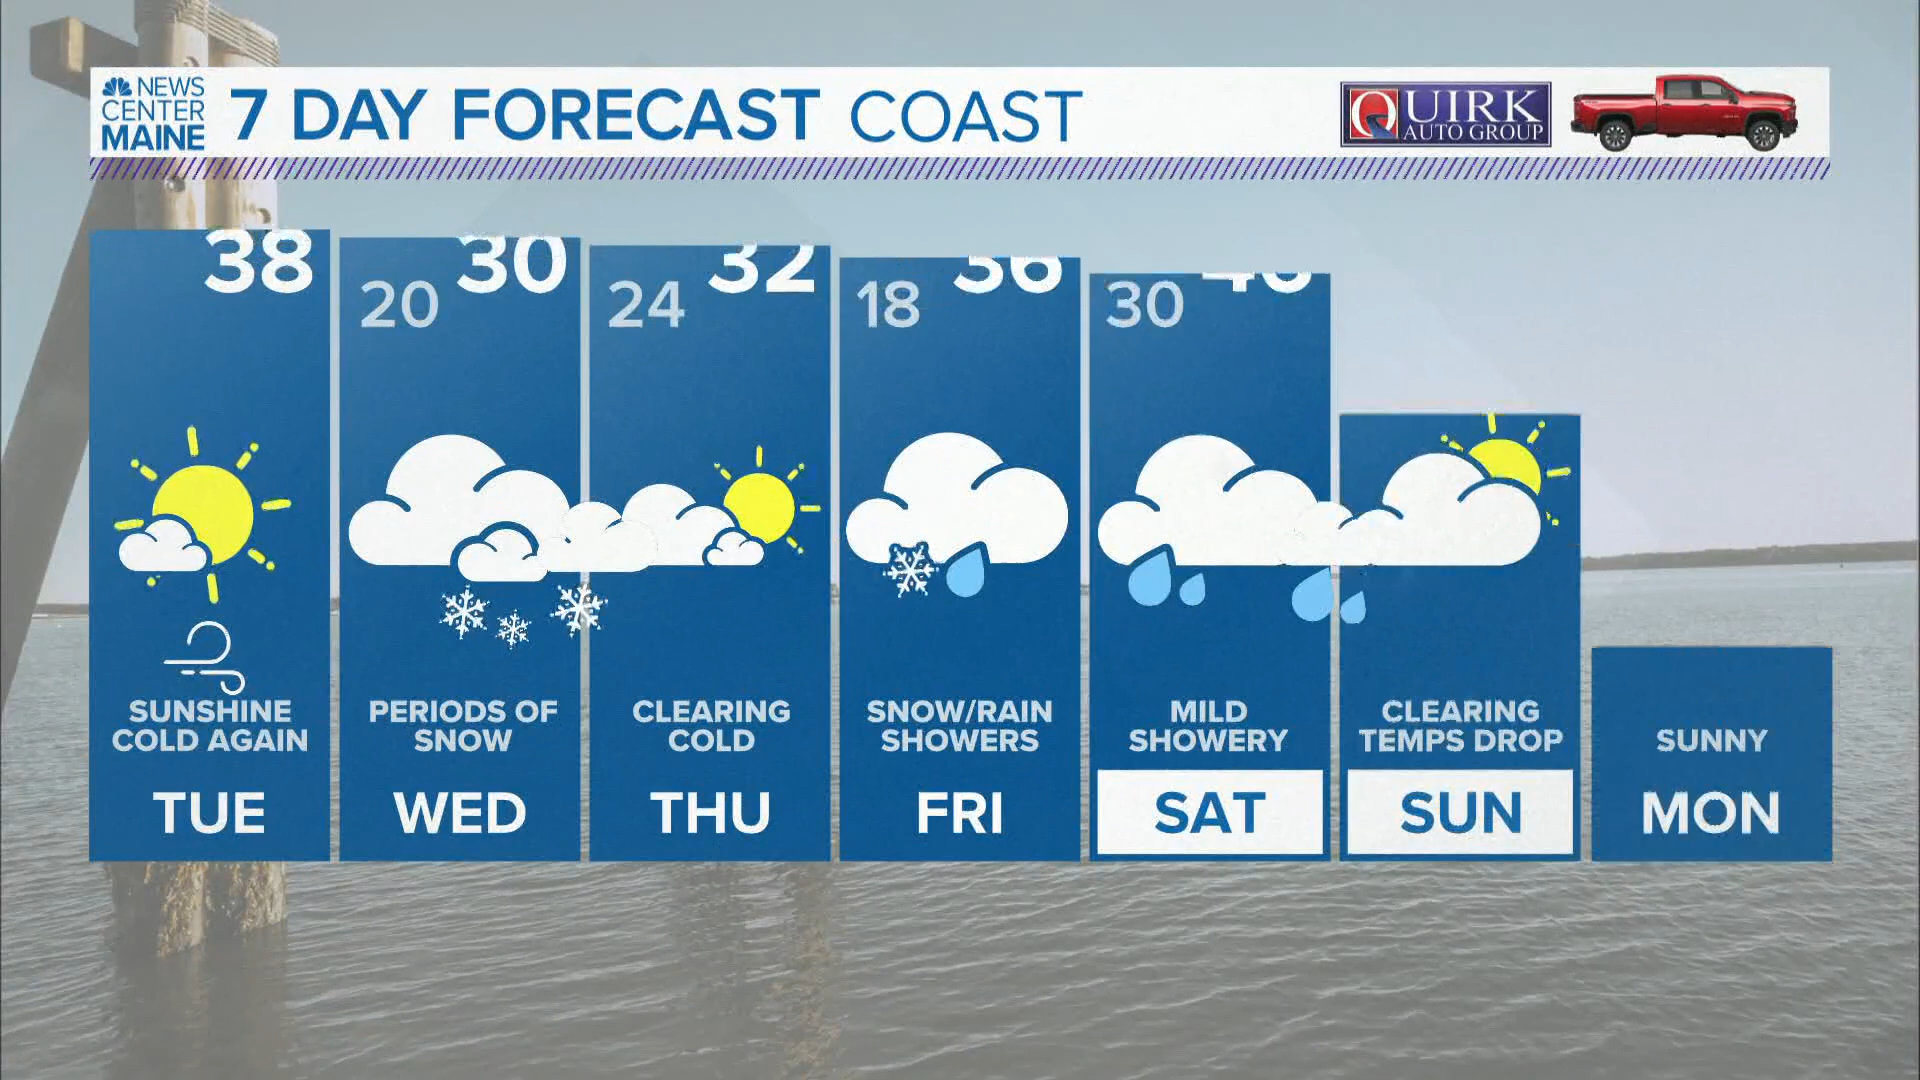 NEWS
CENTER
MAINE
7 DAY FORECAST COAST
QUIRK
AUTO GROUP
38
20 30
24 32
18 36
30
SUNSHINE
COLD AGAIN
TUE
PERIODS OF
SNOW
WED
CLEARING
COLD
THU
SNOW/RAIN
SHOWERS
FRI
MILD
SHOWERY
SAT
CLEARING
TEMPS DROP
SUN
SUNNY
MON